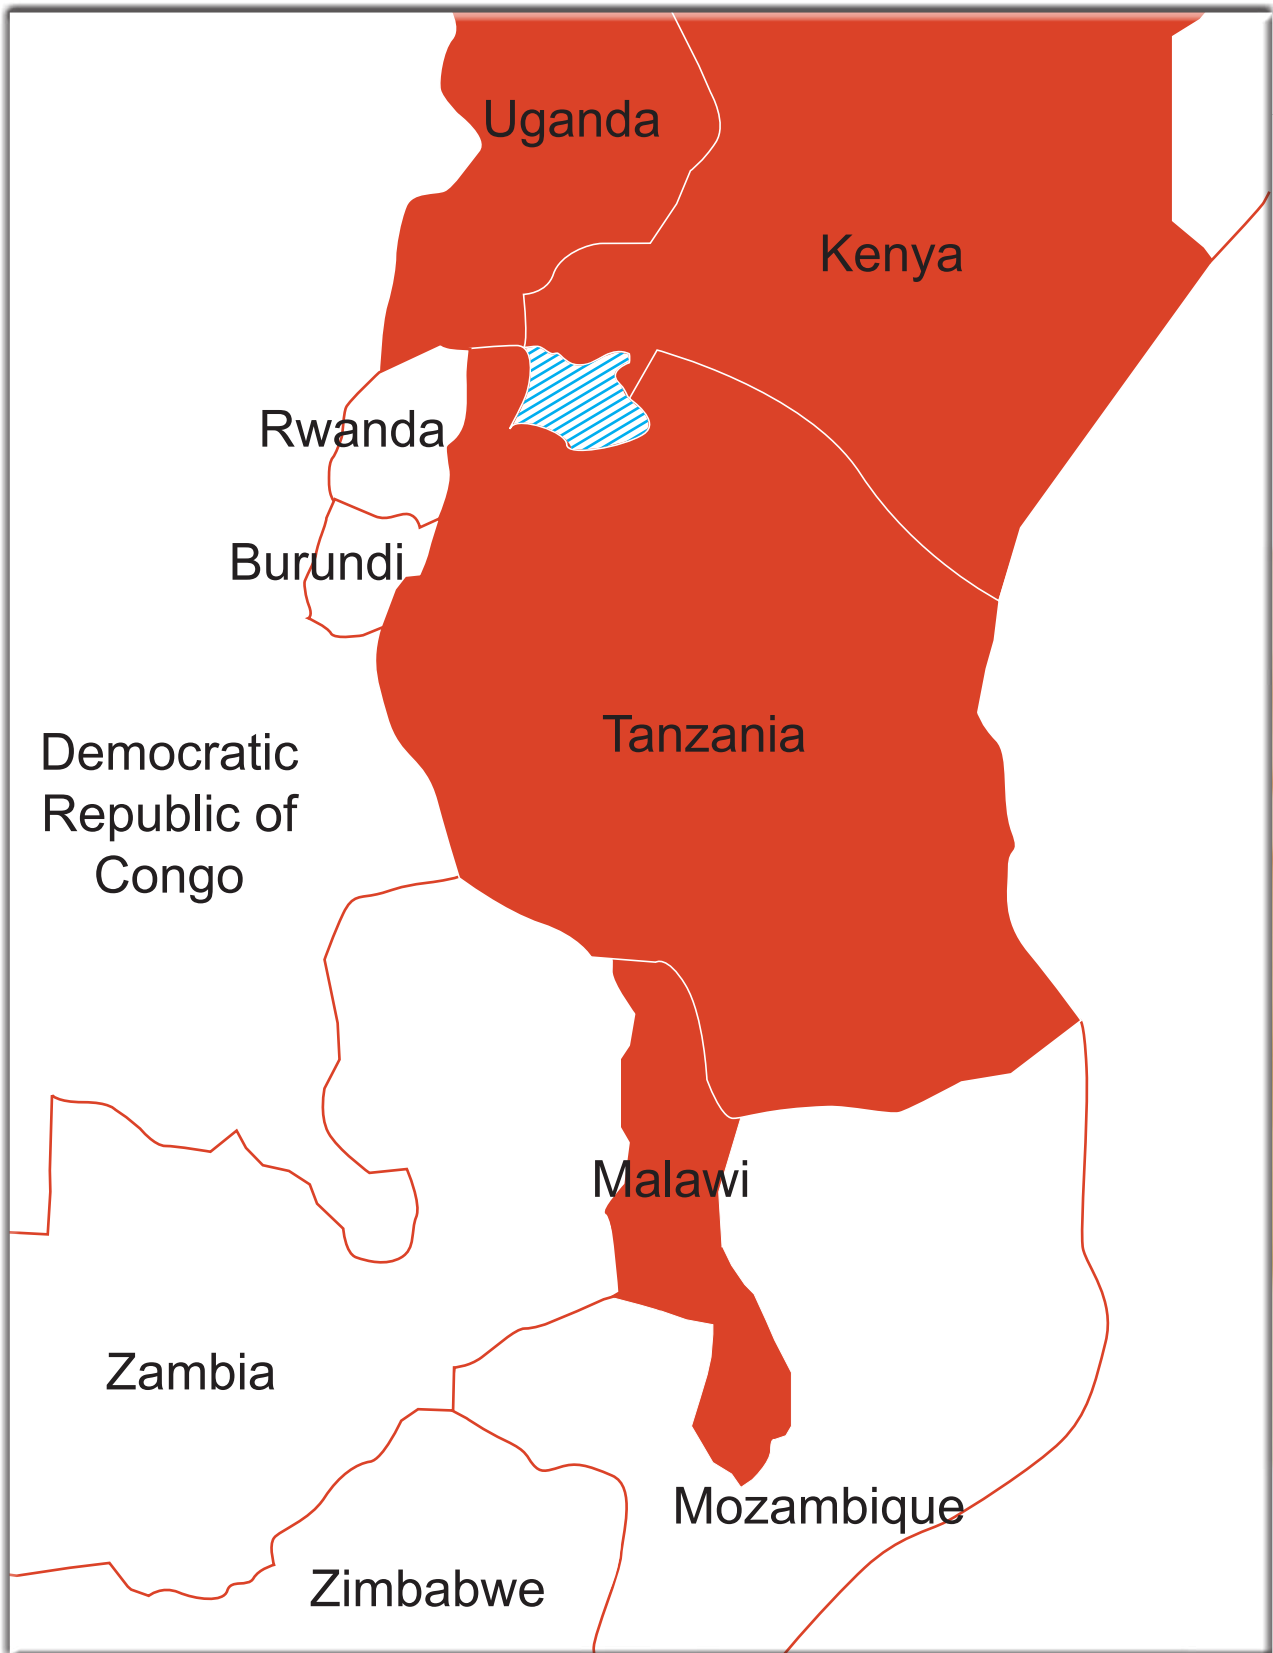 Uganda
Kenya
Rwanda
Burundi
Tanzania
Democratic
Republic of
Congo
Malawi
Zambia
Mozambique
Zimbabwe